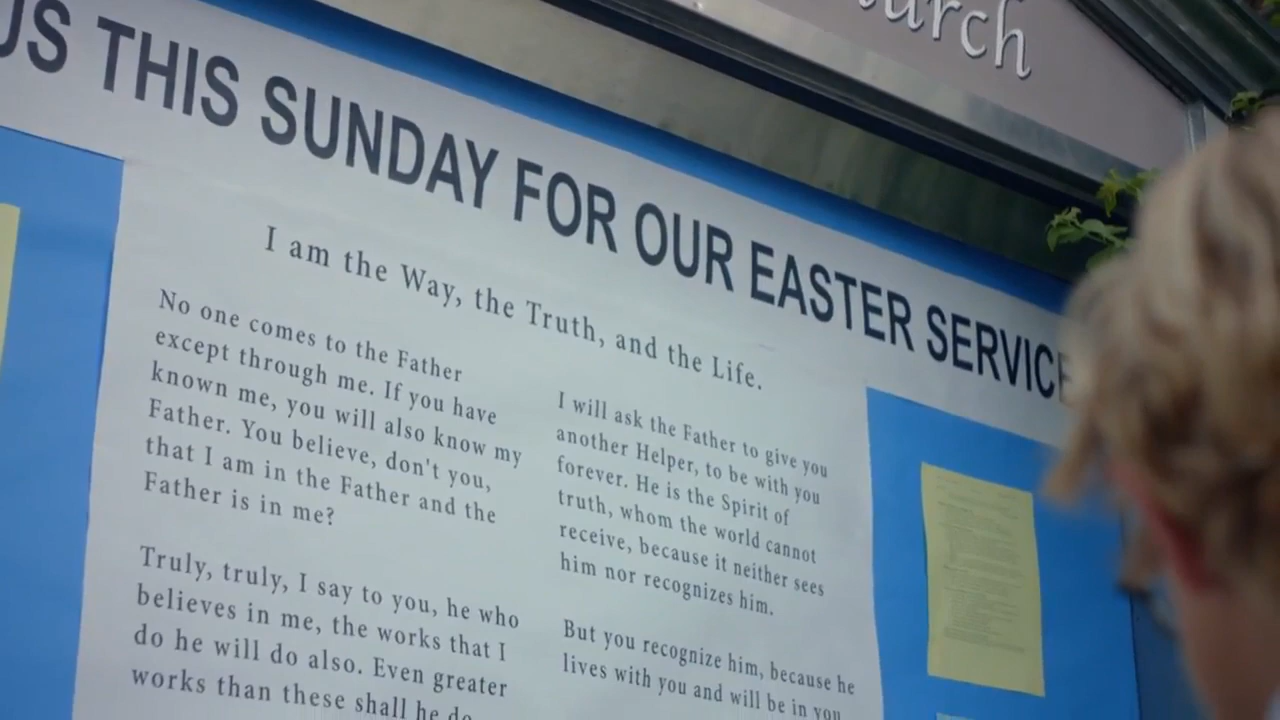 US THIS SUNDAY FOR OUR EASTER SERVICE
I am the Way, the Truth, and the Life.
No one comes to the Father
except through me. If you have
known me, you will also know my
Father. You believe, don't you,
that I am in the Father and the
Father is in me?
Truly, truly, I say to you, he who
believes in me, the works that I
do he will do also. Even greater
works than these shall he do
I will ask the Father to give you
another Helper, to be with you
forever. He is the Spirit of
truth, whom the world cannot
receive, because it neither sees
him nor recognizes him.
But you recognize him, because he
lives with you and will be in you